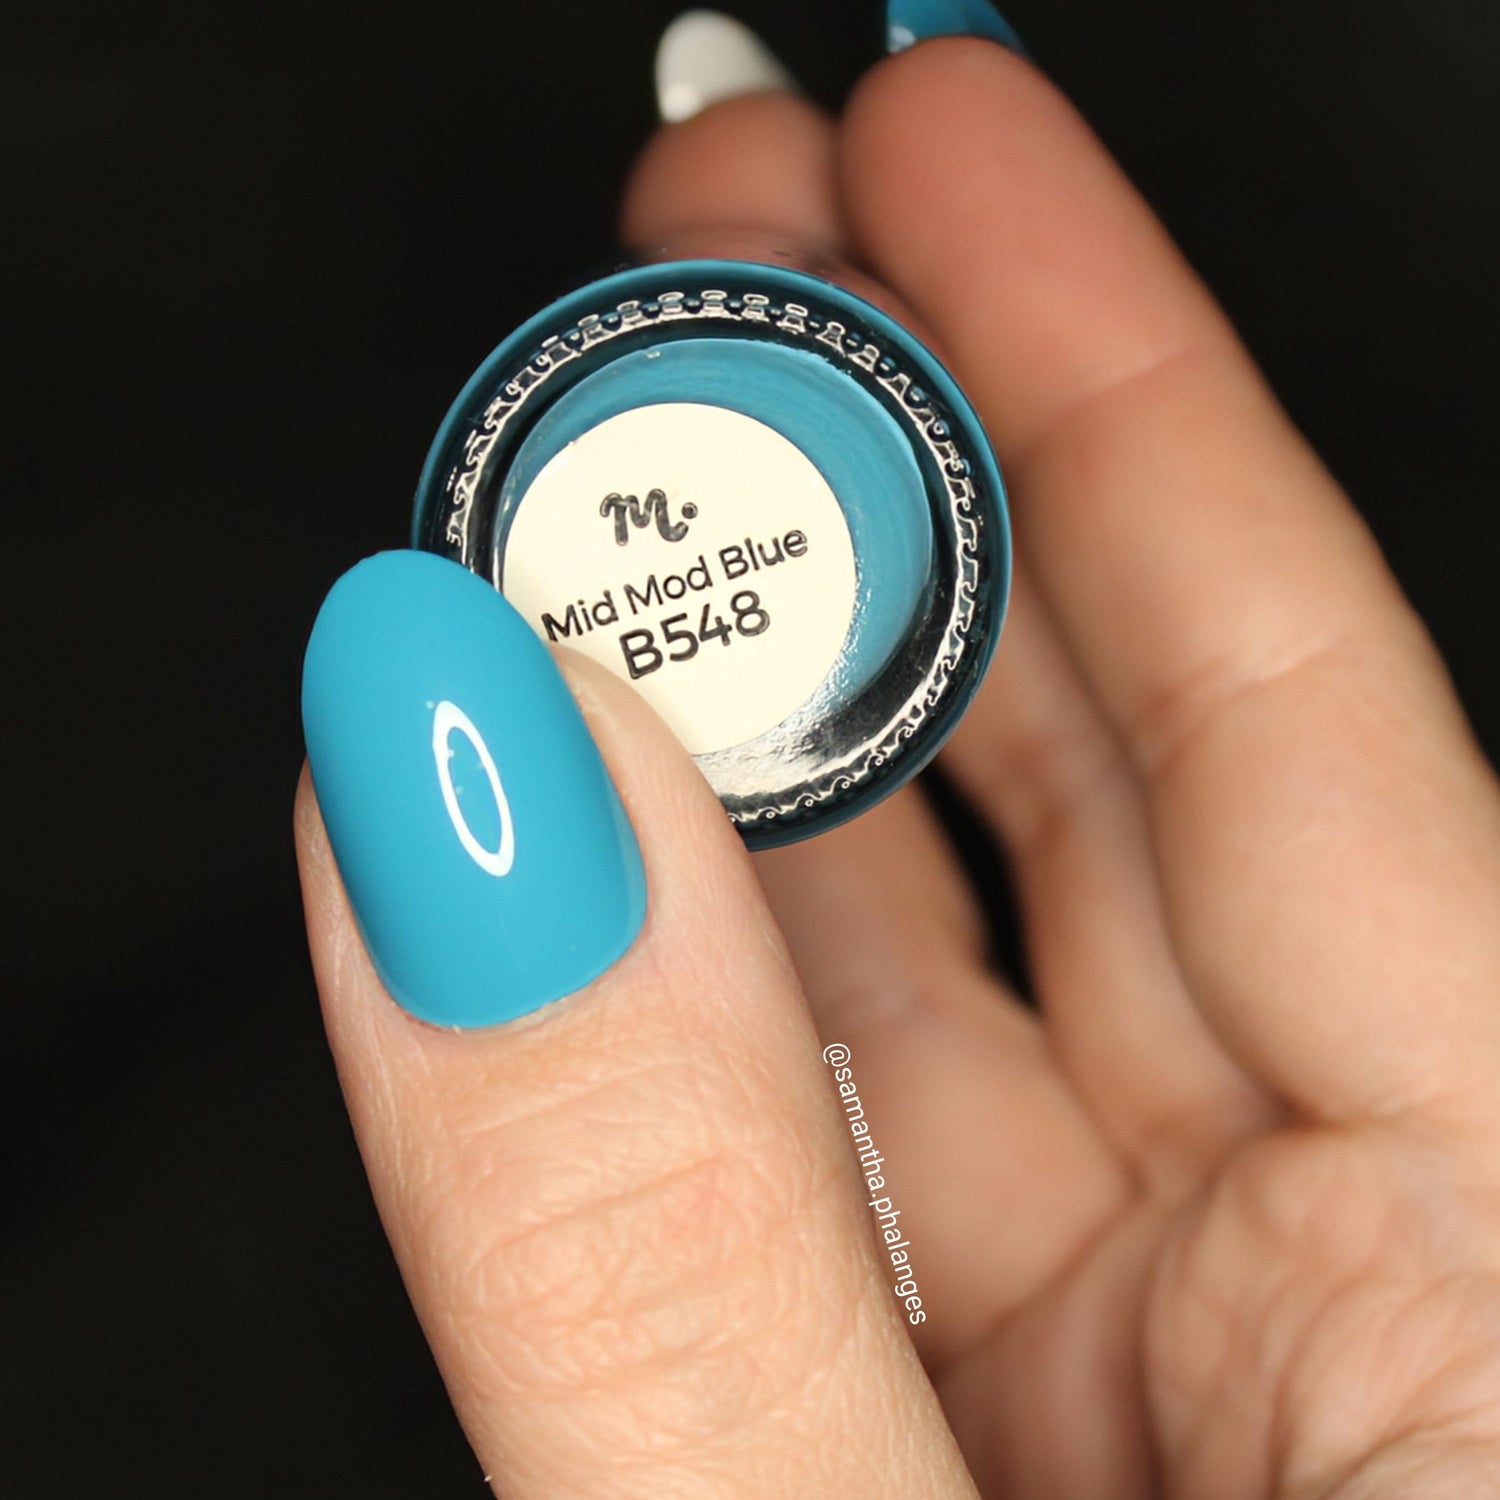 m.
Mid Mod Blue
B548
@samantha.phalanges